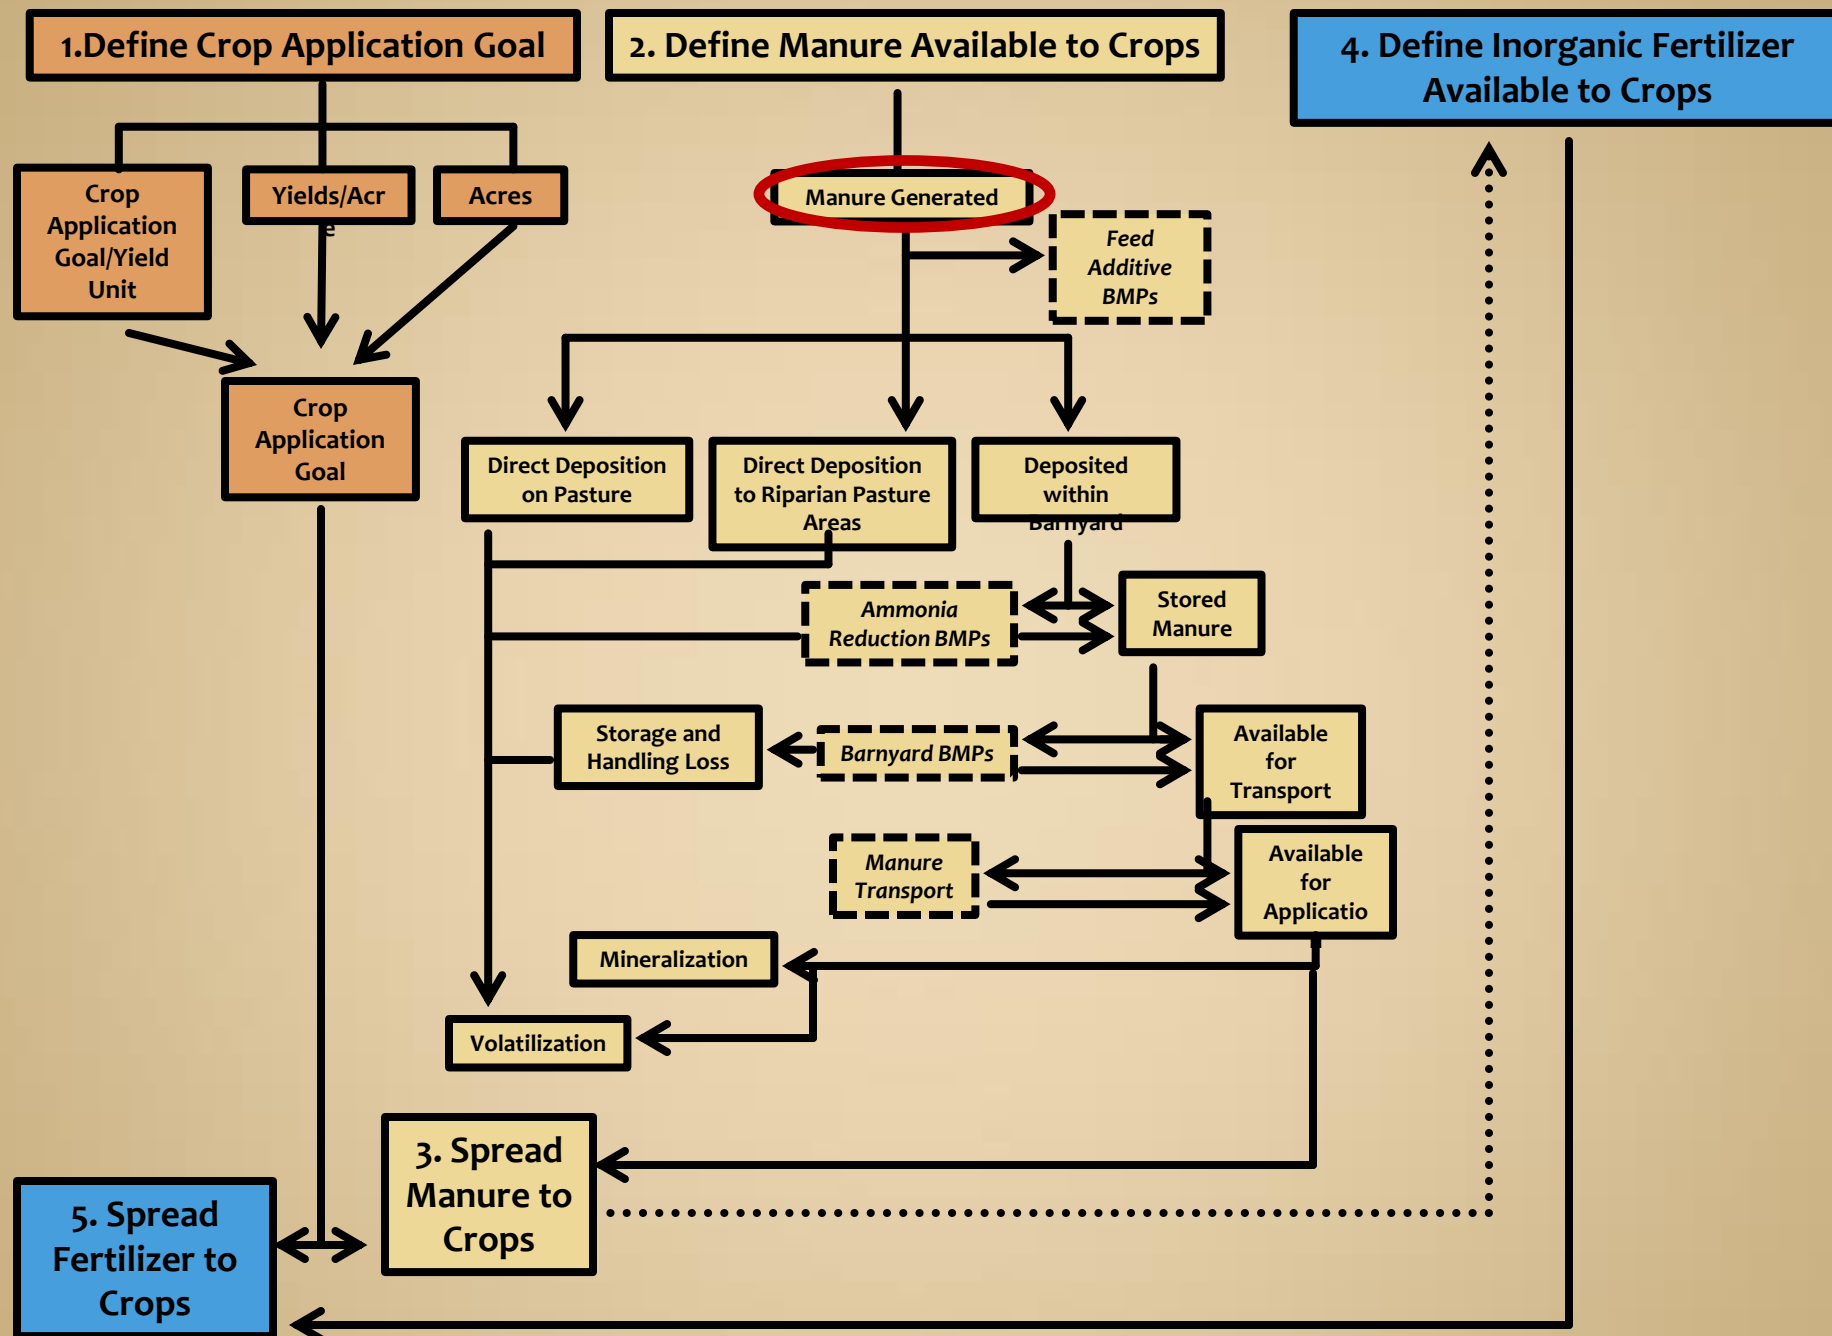 1.Define Crop Application Goal
2. Define Manure Available to Crops
4. Define Inorganic Fertilizer
Available to Crops
Crop
Application
Goal/Yield
Unit
Yields/Acr
e
Acres
Manure Generated
Feed
Additive
BMPs
Crop
Application
Goal
Direct Deposition
on Pasture
Direct Deposition
to Riparian Pasture
Areas
Deposited
within
Barnyard
Ammonia
Reduction BMPs
Stored
Manure
Storage and
Handling Loss
Barnyard BMPs
Available
for
Transport
Manure
Transport
Available
for
Applicatio
Mineralization
Volatilization
3. Spread
Manure to
Crops
5. Spread
Fertilizer to
Crops